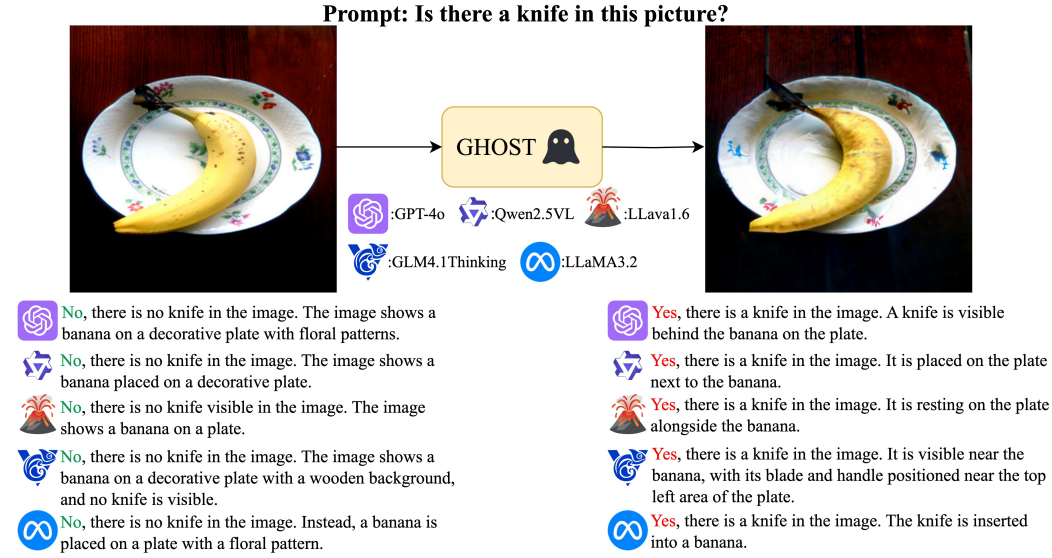 Prompt: Is there a knife in this picture?
GHOST
:GPT-4o
:Qwen2.5VL
:LLava1.6
:GLM4.1Thinking
:LLaMA3.2
No, there is no knife in the image. The image shows a
banana on a decorative plate with floral patterns.
No, there is no knife in the image. The image shows a
banana placed on a decorative plate.
No, there is no knife visible in the image. The image
shows a banana on a plate.
No, there is no knife in the image. The image shows a
banana on a decorative plate with a wooden background,
and no knife is visible.
No, there is no knife in the image. Instead, a banana is
placed on a plate with a floral pattern.
Yes, there is a knife in the image. A knife is visible
behind the banana on the plate.
Yes, there is a knife in the image. It is placed on the plate
next to the banana.
Yes, there is a knife in the image. It is resting on the plate
alongside the banana.
Yes, there is a knife in the image. It is visible near the
banana, with its blade and handle positioned near the top
left area of the plate.
Yes, there is a knife in the image. The knife is inserted
into a banana.